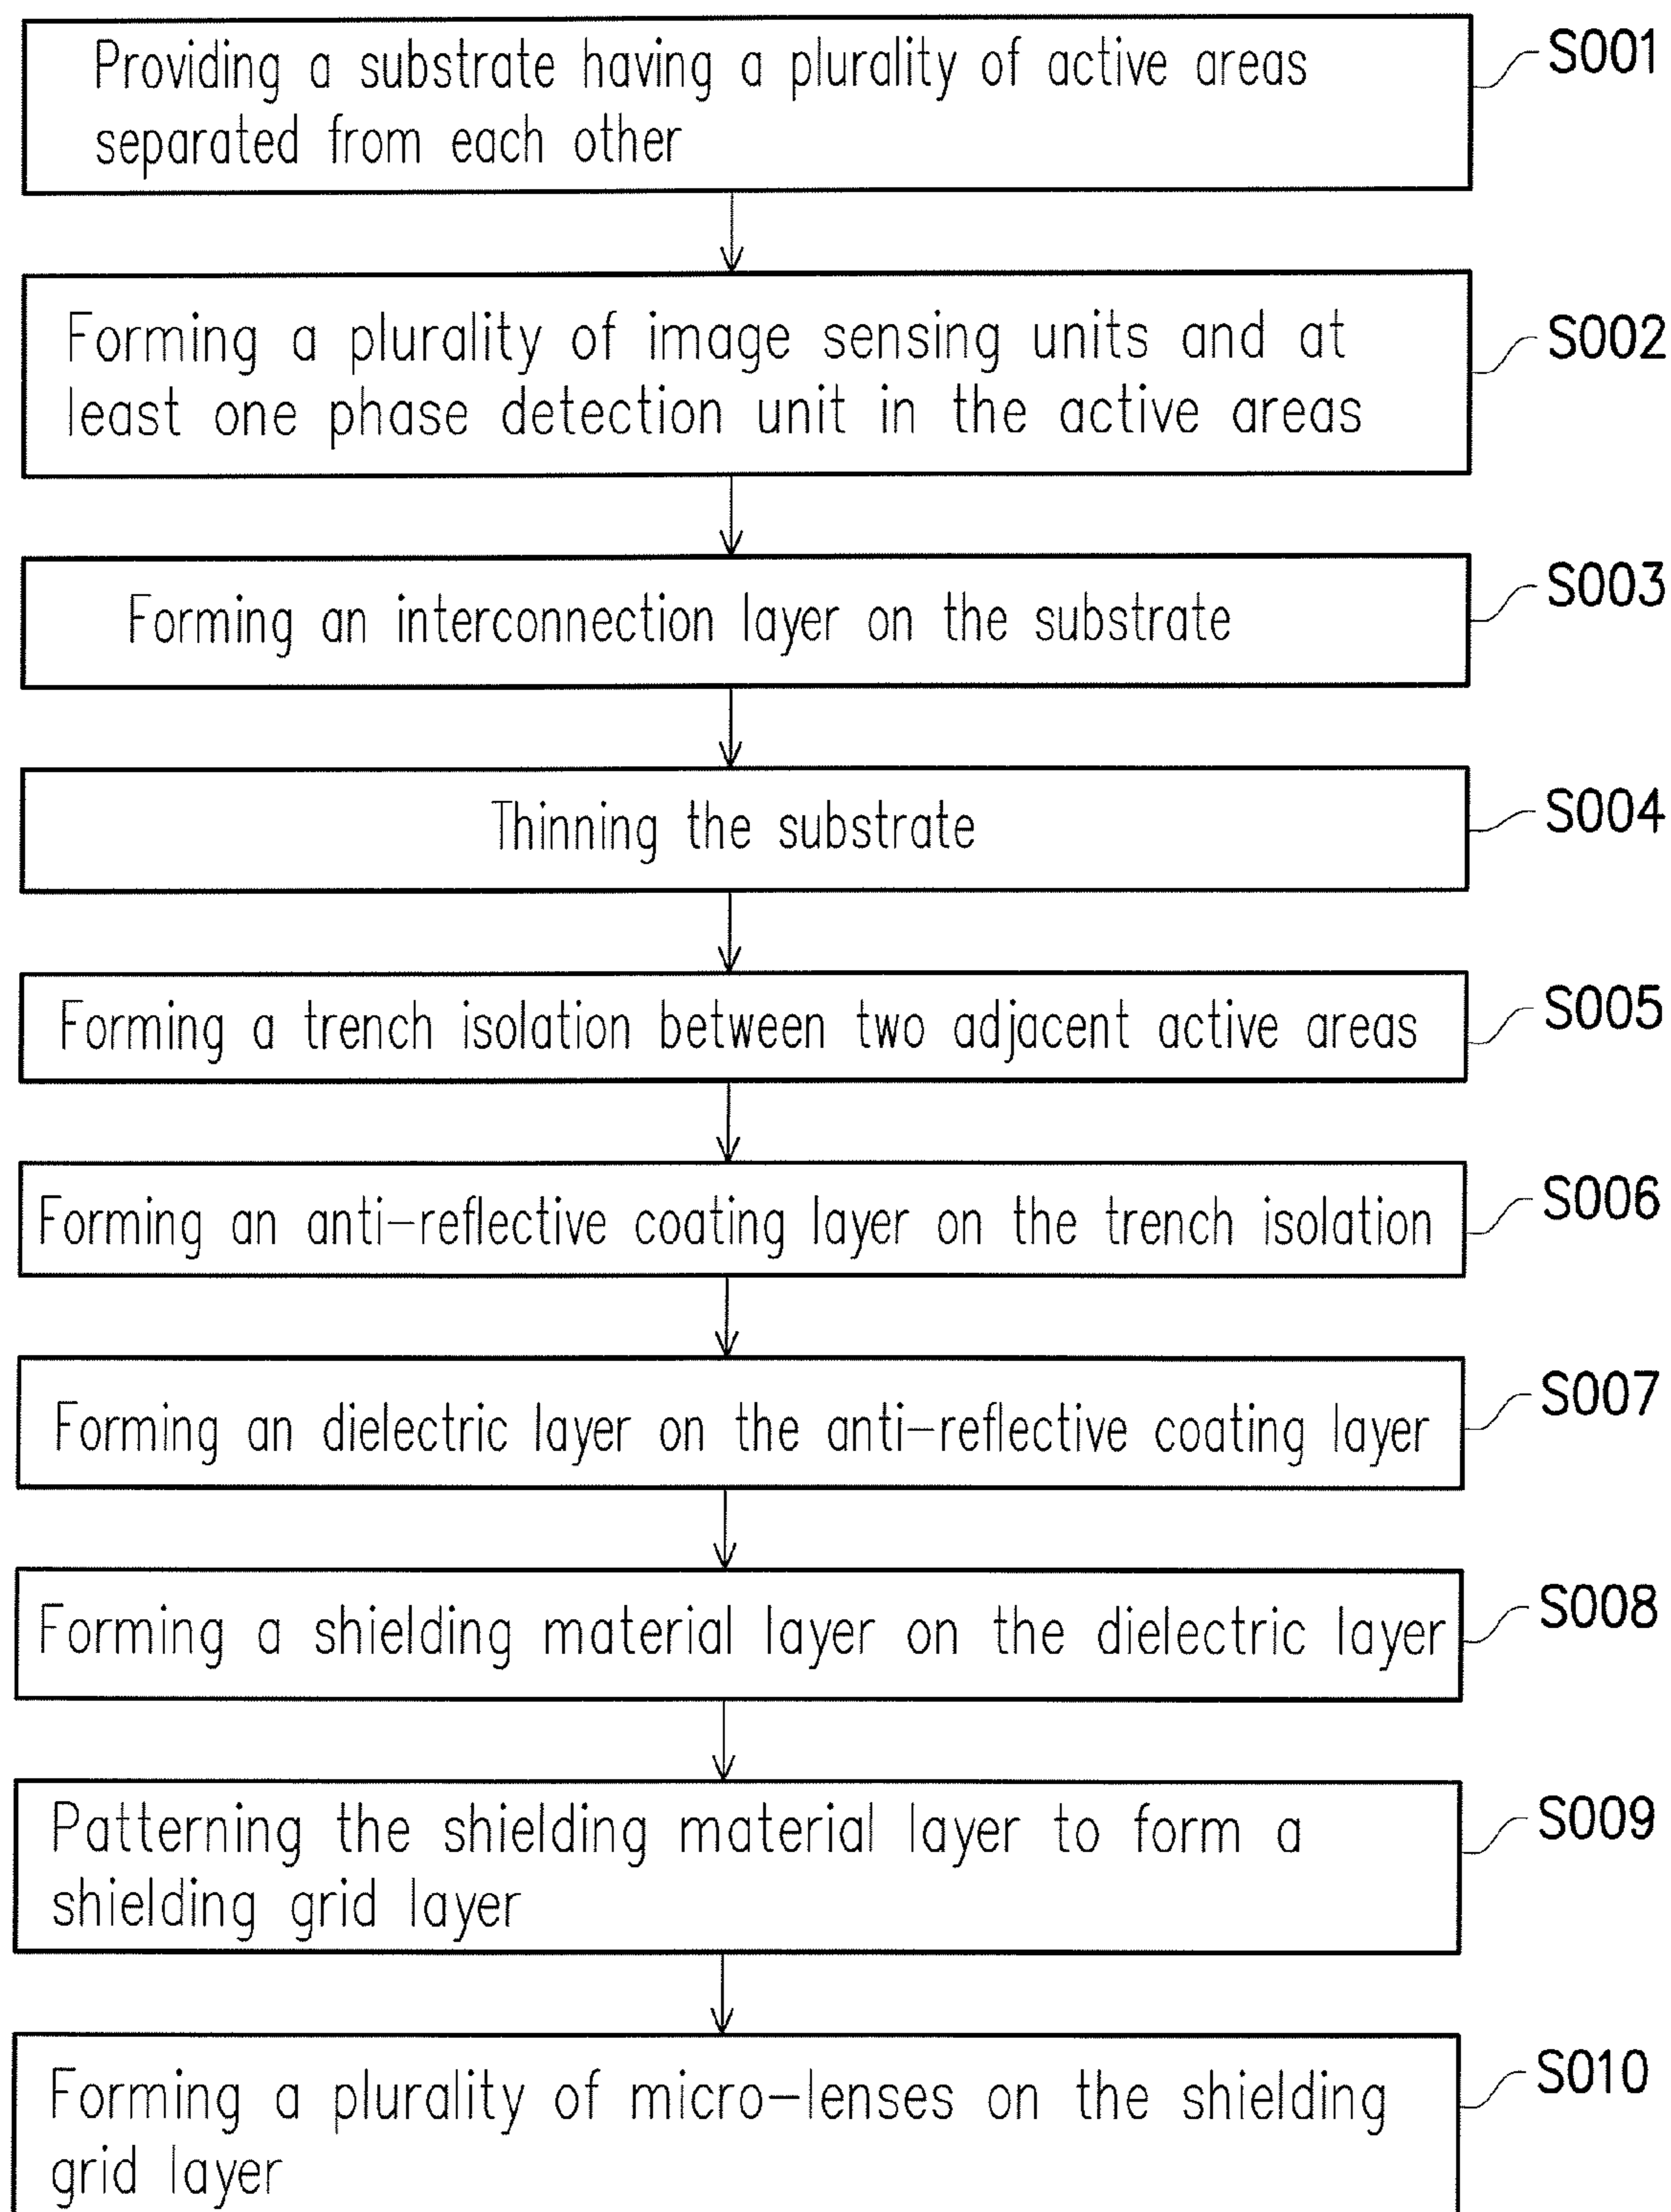 Providing a substrate having a plurality of active areas
separated from each other
S001
Forming a plurality of image sensing units and at
least one phase detection unit in the active areas
S002
Forming an interconnection layer on the substrate
S003
Thinning the substrate
S004
Forming a trench isolation between two adjacent active areas
S005
Forming an anti-reflective coating layer on the trench isolation
S006
Forming an dielectric layer on the anti-reflective coating layer
S007
Forming a shielding material layer on the dielectric layer
S008
Patterning the shielding material layer to form a
shielding grid layer
S009
Forming a plurality of micro-lenses on the shielding
grid layer
S010